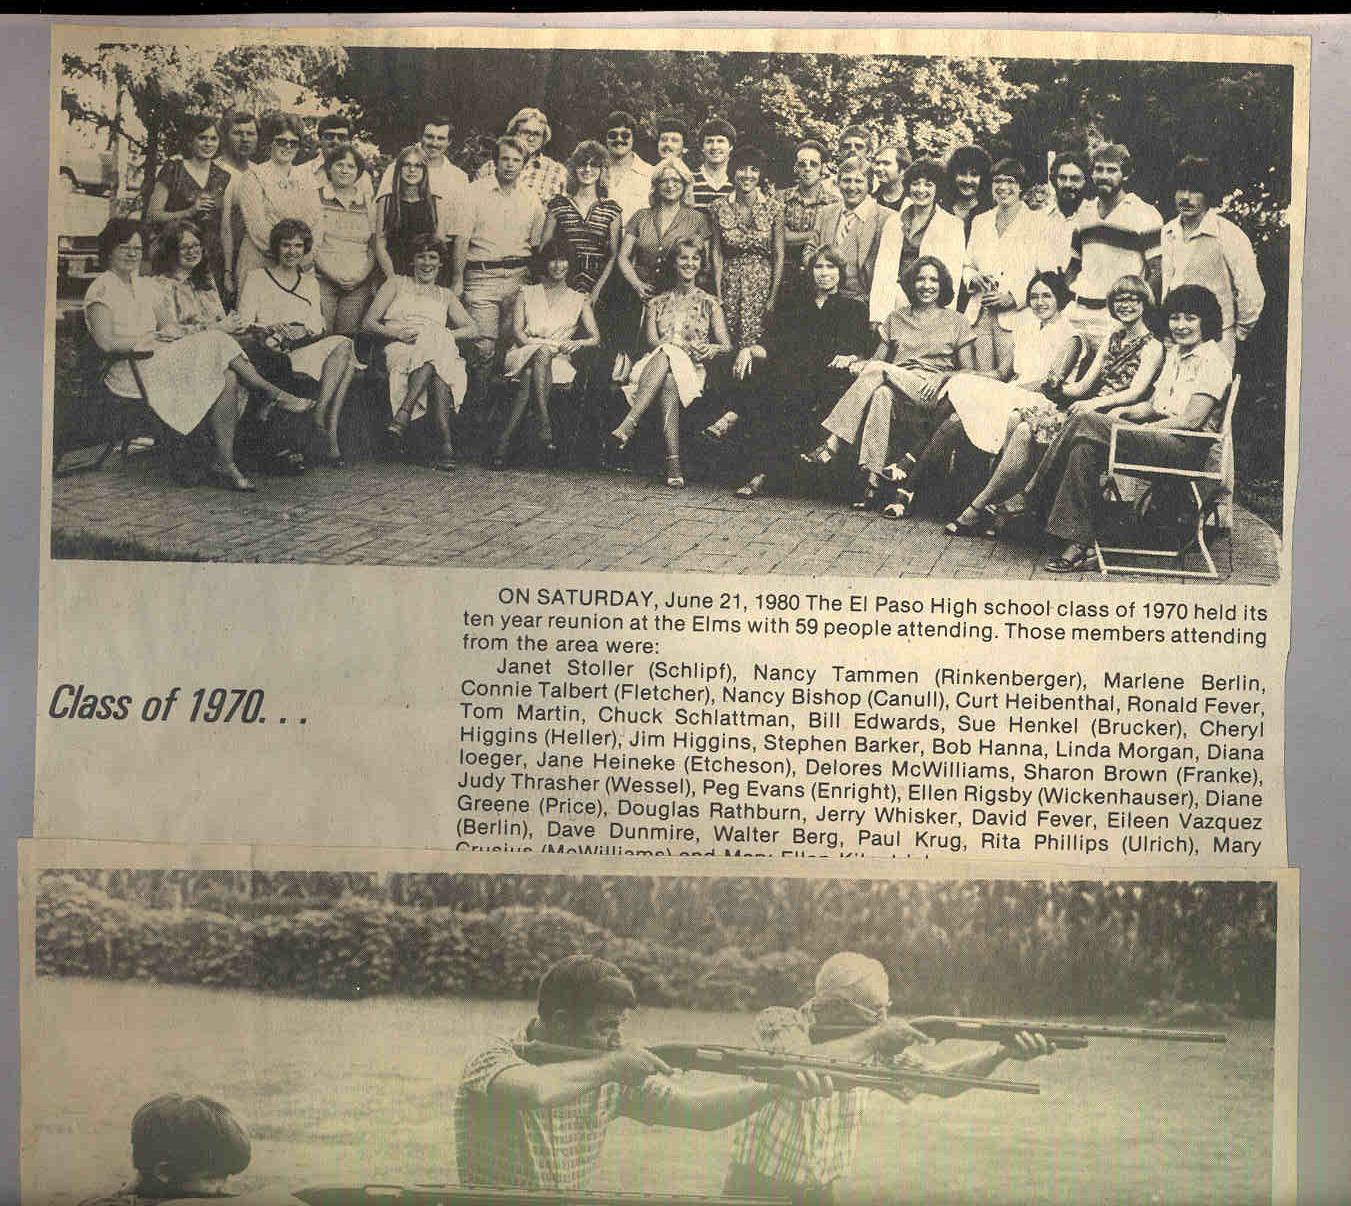 ON SATURDAY, June 21, 1980 The El Paso High school class of 1970 held its
ten year reunion at the Elms with 59 people attending. Those members attending
from the area were:
Janet Stoller (Schlipf), Nancy Tammen (Rinkenberger), Marlene Berlin,
Connie Talbert (Fletcher), Nancy Bishop (Canull), Curt Heibenthal, Ronald Fever,
Tom Martin, Chuck Schlattman, Bill Edwards, Sue Henkel (Brucker), Cheryl
Higgins (Heller), Jim Higgins, Stephen Barker, Bob Hanna, Linda Morgan, Diana
Ioeger, Jane Heineke (Etcheson), Delores McWilliams, Sharon Brown (Franke),
Judy Thrasher (Wessel), Peg Evans (Enright), Ellen Rigsby (Wickenhauser), Diane
Greene (Price), Douglas Rathburn, Jerry Whisker, David Fever, Eileen Vazquez
(Berlin), Dave Dunmire, Walter Berg, Paul Krug, Rita Phillips (Ulrich), Mary
Crusius (McWilliams) and Mary Ellen
Class of 1970. . .